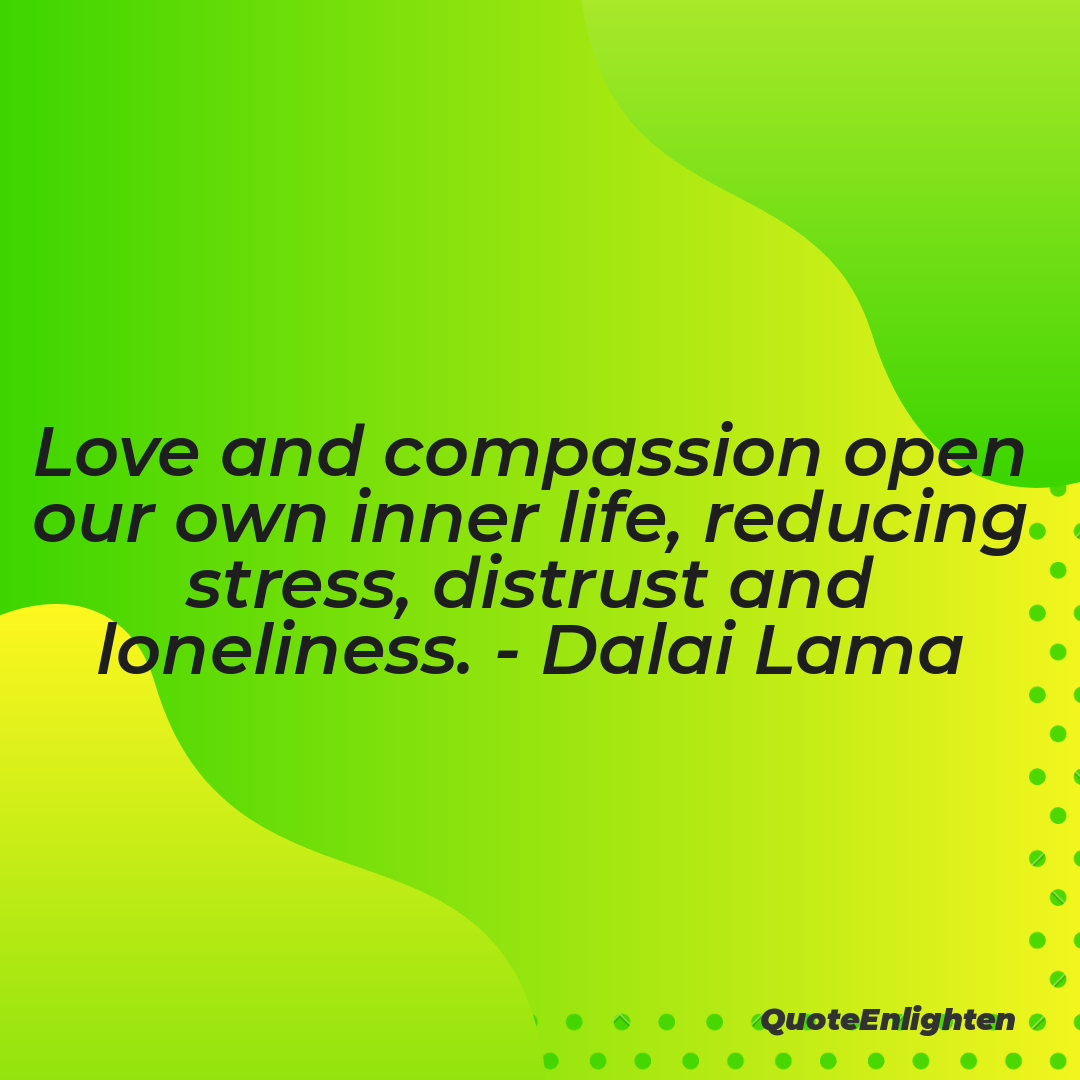 Love and compassion open
our own inner life, reducing
stress, distrust and
loneliness. - Dalai Lama
QuoteEnlighten